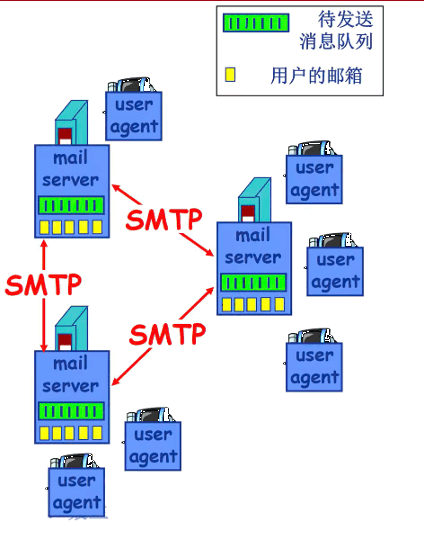 待发送
消息队列
用户的邮箱
user
agent
mail
server
SMTP
user
agent
mail
server
user
agent
SMTP
SMTP
mail
server
user
agent
user
agent
user
agent